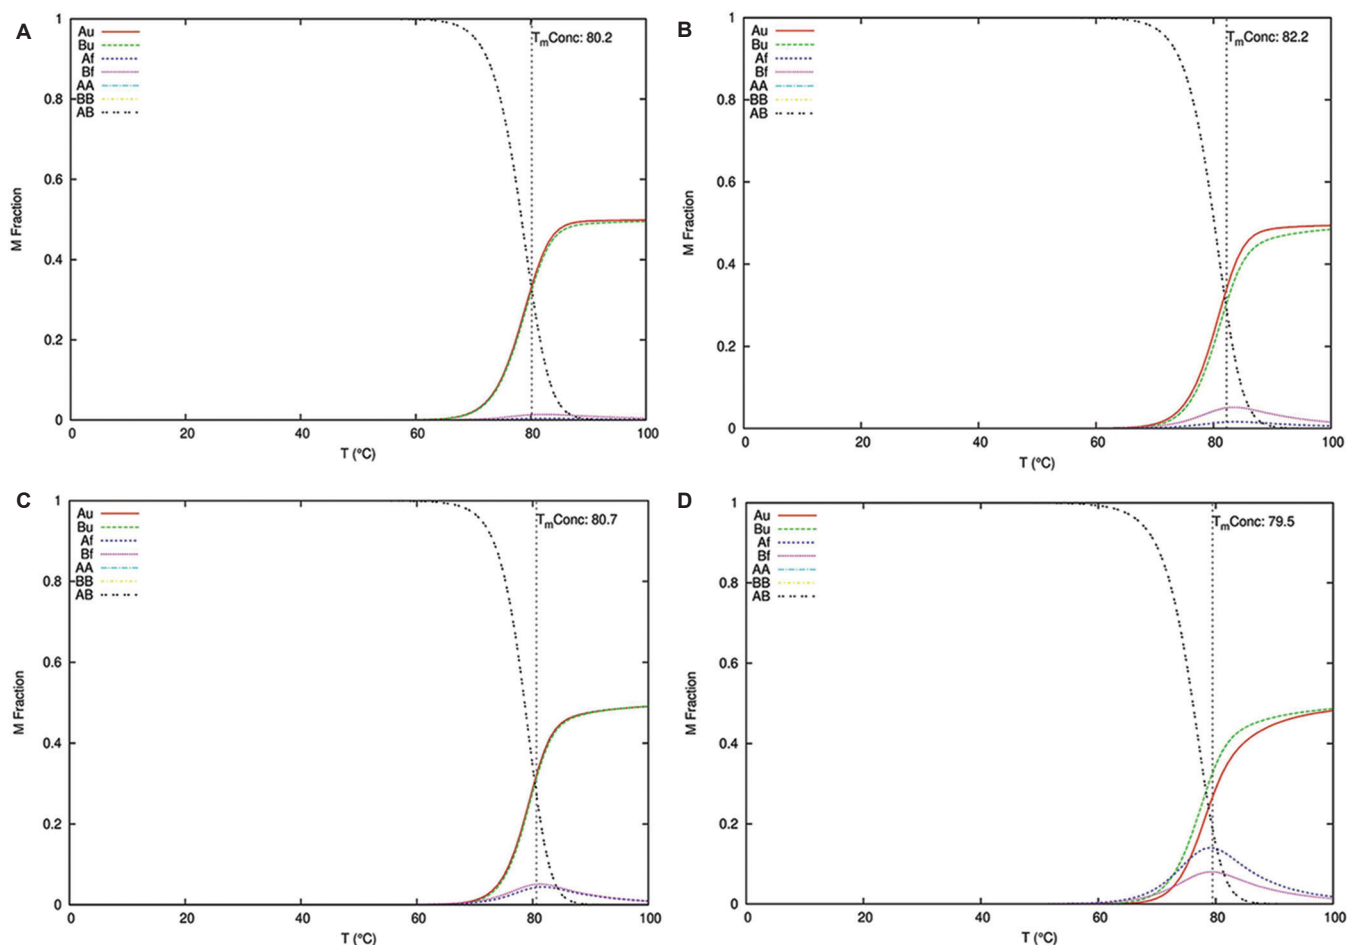 A
Au
Bu
Af
Bf
AA
BB
AB
TmConc: 80.2
1
0.8
0.6
0.4
0.2
0
M Fraction
0 20 40 60 80 100
T (°C)
B
Au
Bu
Af
Bf
AA
BB
AB
TmConc: 82.2
1
0.8
0.6
0.4
0.2
0
M Fraction
0 20 40 60 80 100
T (°C)
C
Au
Bu
Af
Bf
AA
BB
AB
TmConc: 80.7
1
0.8
0.6
0.4
0.2
0
M Fraction
0 20 40 60 80 100
T (°C)
D
Au
Bu
Af
Bf
AA
BB
AB
TmConc: 79.5
1
0.8
0.6
0.4
0.2
0
M Fraction
0 20 40 60 80 100
T (°C)